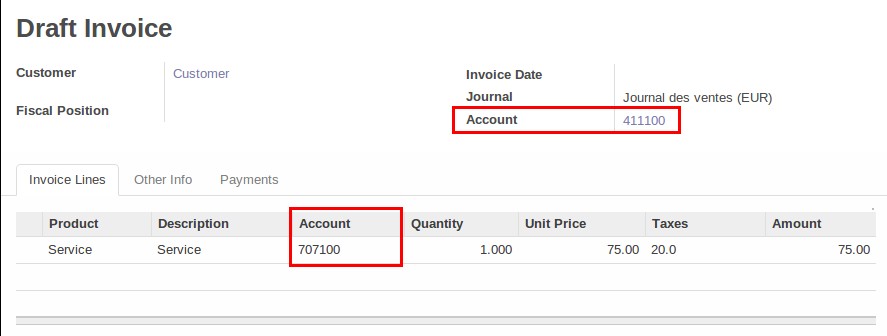 Draft Invoice
Customer Customer
Fiscal Position
Invoice Date
Journal Journal des ventes (EUR)
Account 411100
Invoice Lines Other Info Payments
Product Description Account Quantity Unit Price Taxes Amount
Service Service 707100 1.000 75.00 20.0 75.00